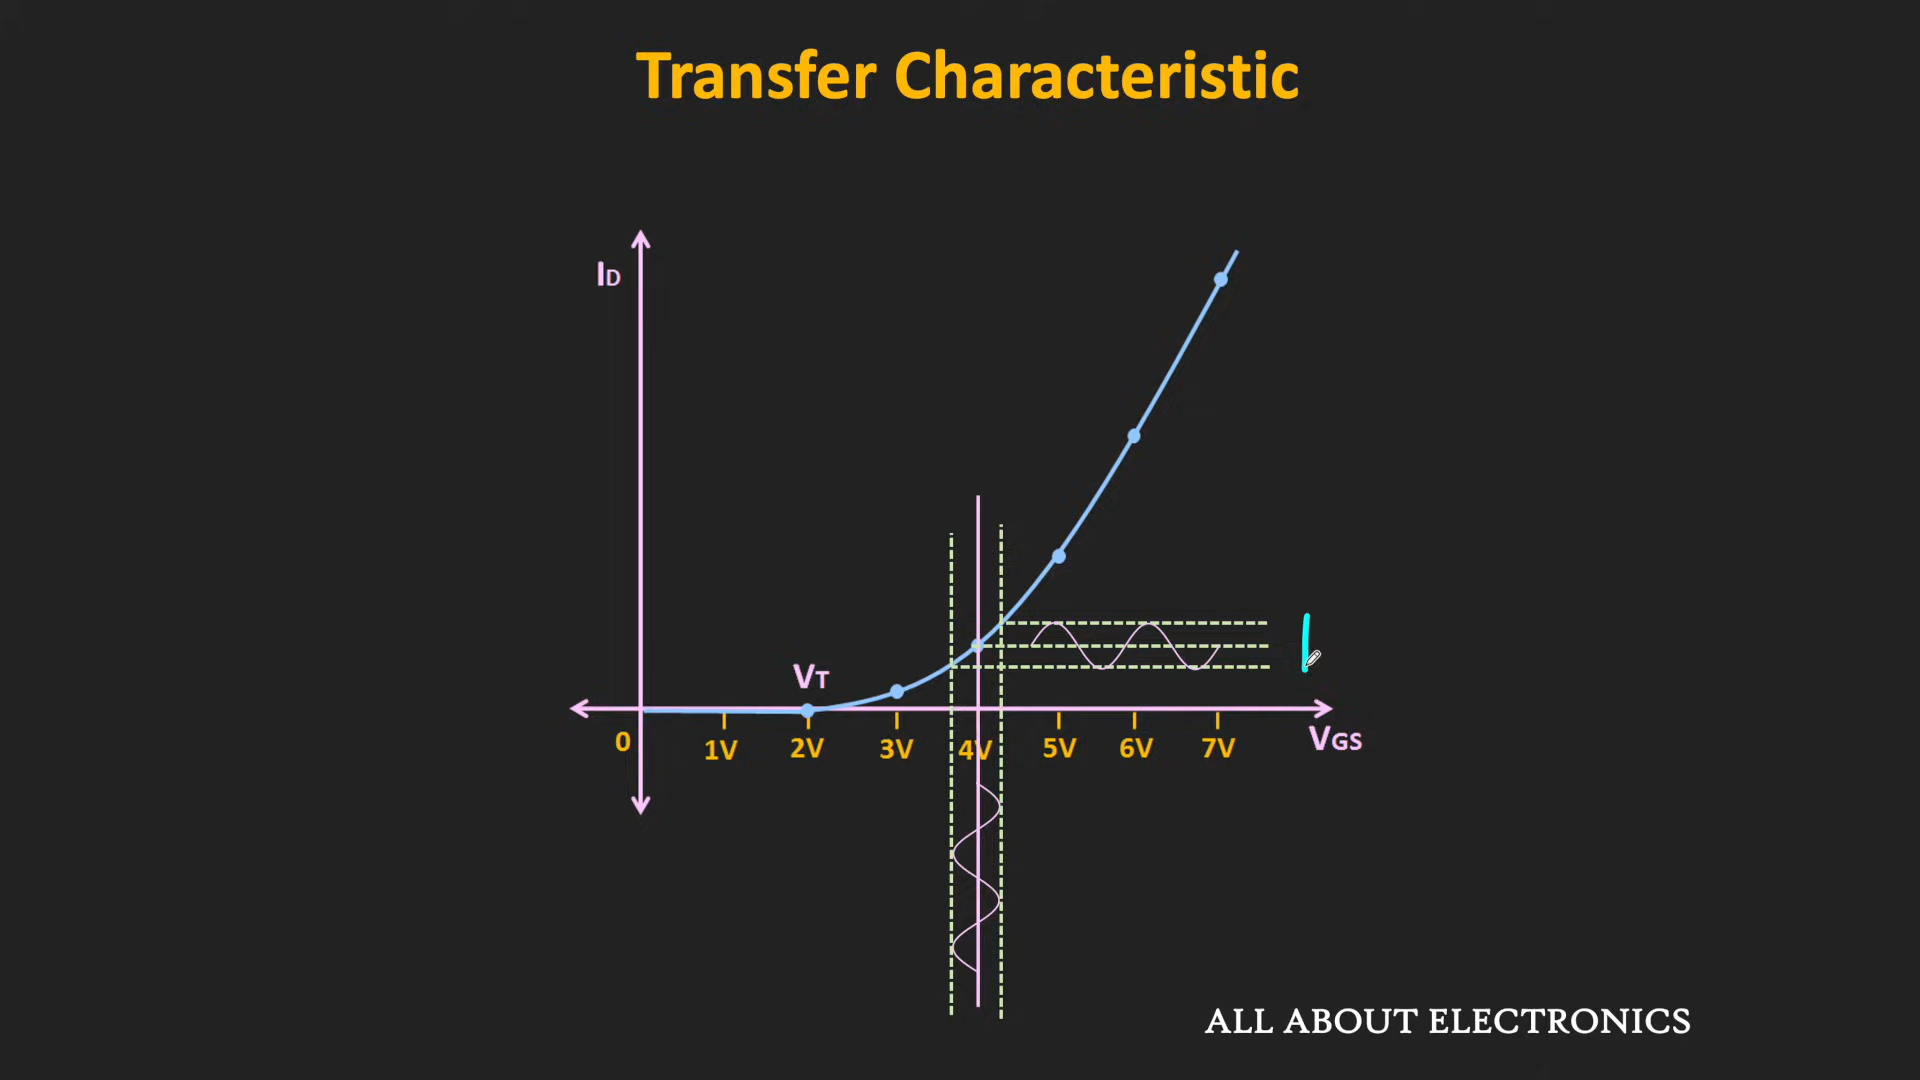 Transfer Characteristic
ID
VT
0 1V 2V 3V 4V 5V 6V 7V
VGS
ALL ABOUT ELECTRONICS